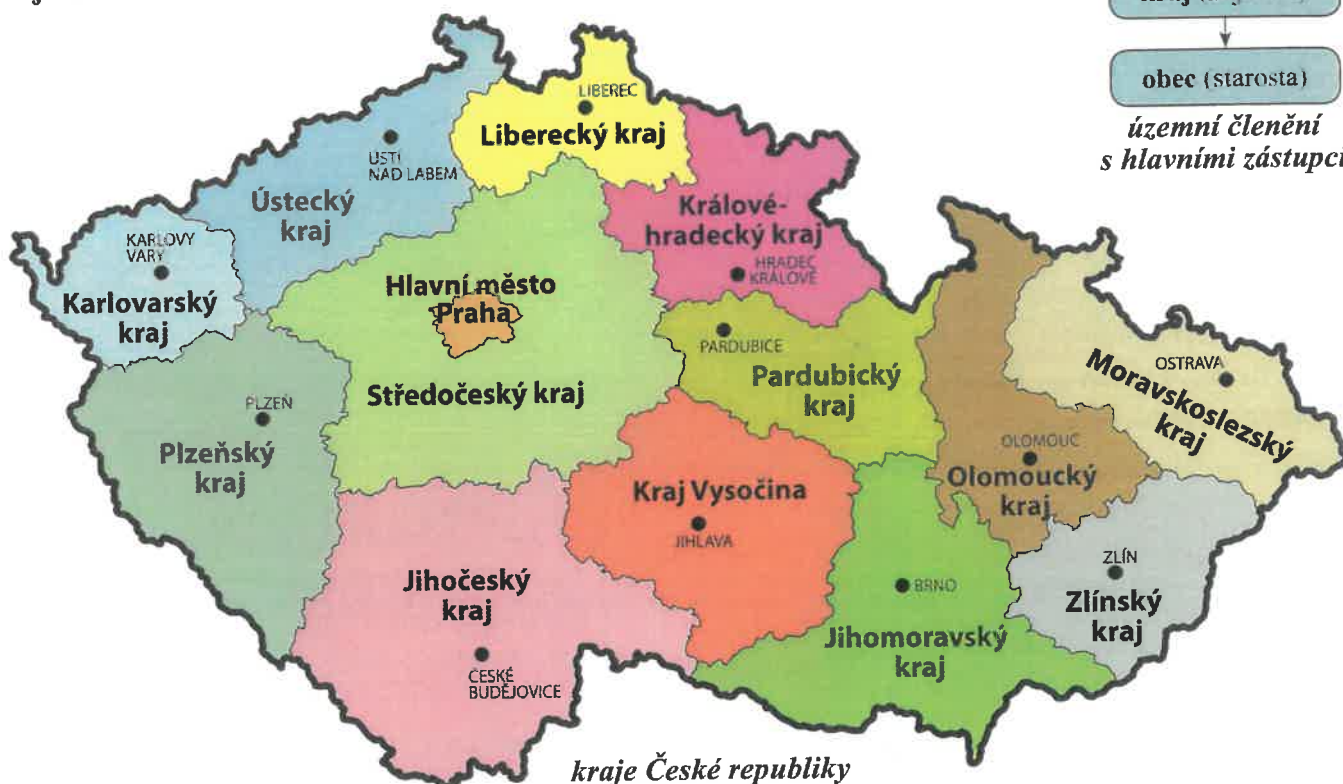 obec (starosta)
územní členění
s hlavními zástupci
LIBEREC
Liberecký kraj
ÚSTÍ
NAD LABEM
Ústecký
kraj
Králové-
hradecký kraj
HRADEC
KRÁLOVÉ
KARLOVY
VARY
Karlovarský
kraj
Hlavní město
Praha
Středočeský kraj
PARDUBICE
Pardubický
kraj
OSTRAVA
Moravskoslezský
kraj
PLZEŇ
Plzeňský
kraj
OLOMOUC
Olomoucký
kraj
Kraj Vysočina
JIHLAVA
Jihočeský
kraj
ČESKÉ
BUDĚJOVICE
BRNO
Jihomoravský
kraj
ZLÍN
Zlínský
kraj
kraje České republiky